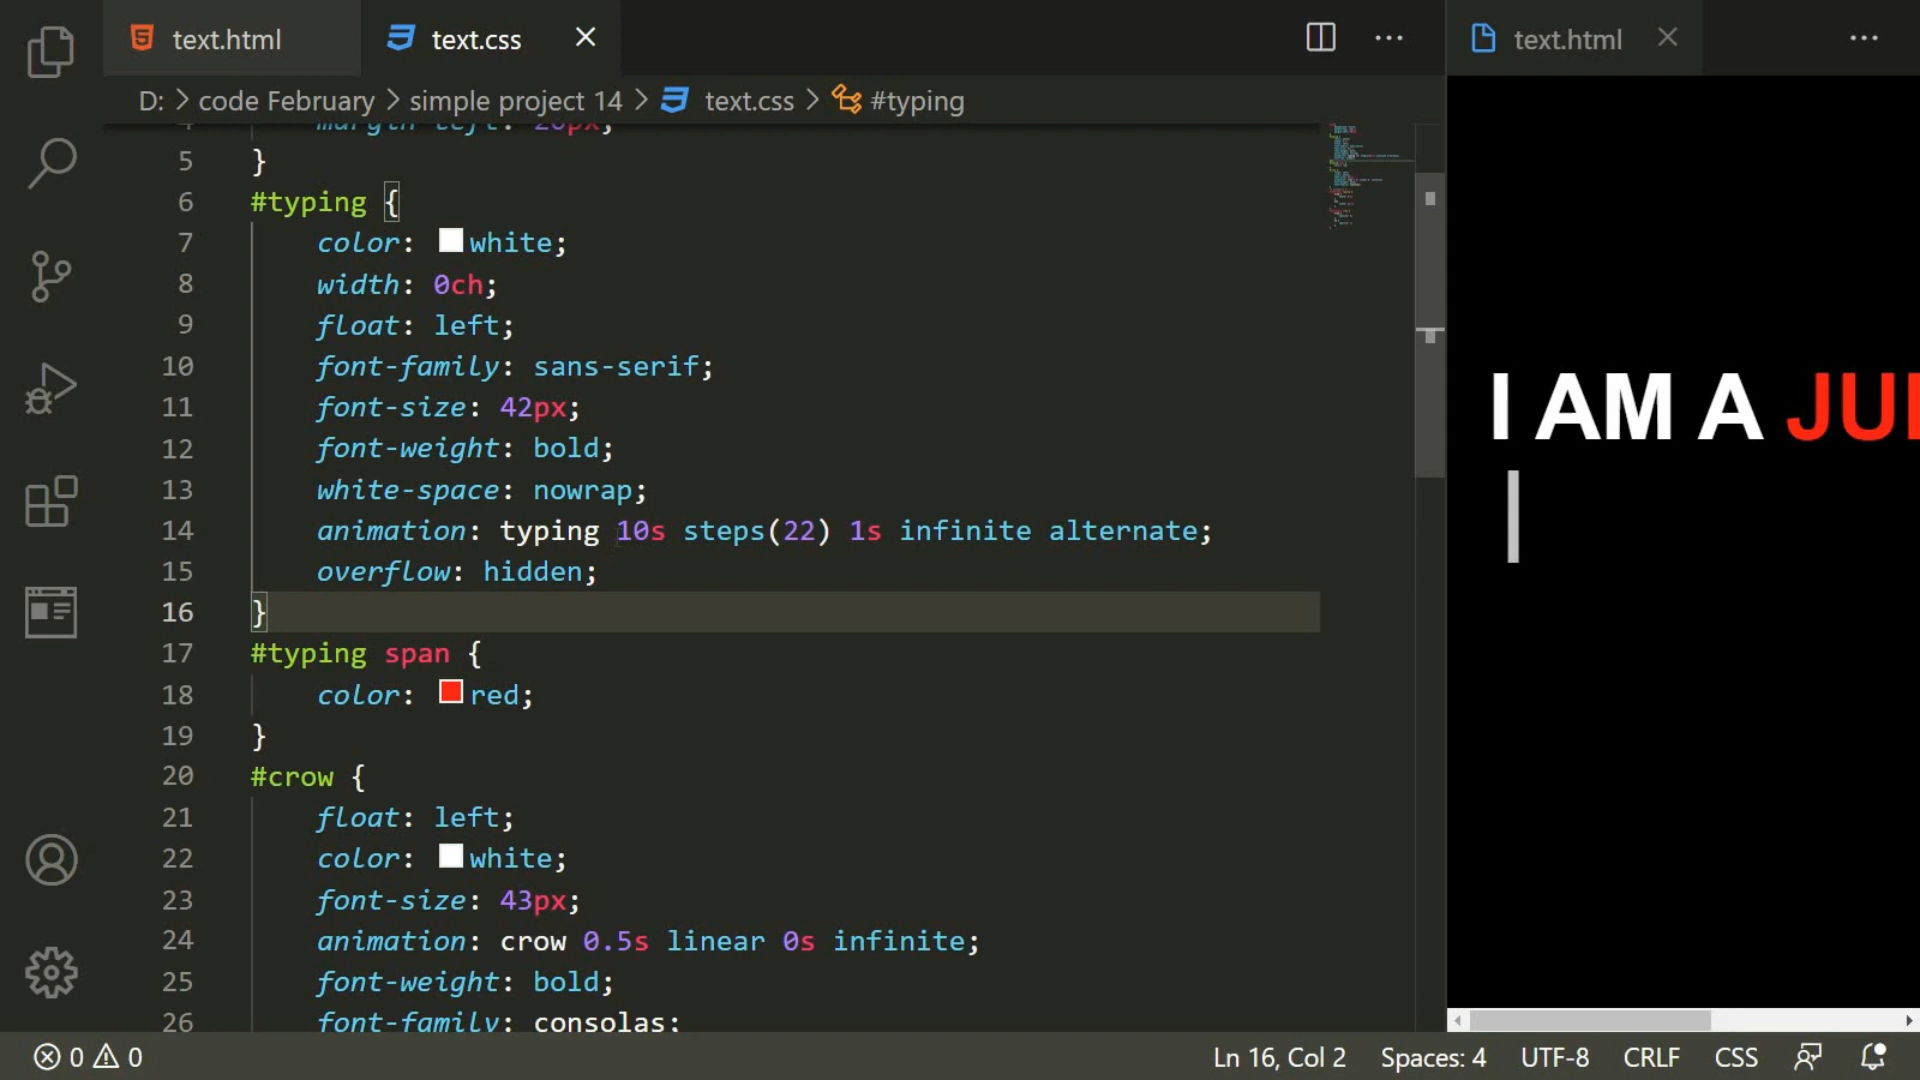 text.html
text.css
text.html
D: > code February > simple project 14 > text.css > #typing
4 margin-left: 20px;
5 }
6 #typing {
7 color: white;
8 width: 0ch;
9 float: left;
10 font-family: sans-serif;
11 font-size: 42px;
12 font-weight: bold;
13 white-space: nowrap;
14 animation: typing 10s steps(22) 1s infinite alternate;
15 overflow: hidden;
16 }
17 #typing span {
18 color: red;
19 }
20 #crow {
21 float: left;
22 color: white;
23 font-size: 43px;
24 animation: crow 0.5s linear 0s infinite;
25 font-weight: bold;
26 font-family: consolas;
I AM A JU
0 0
Ln 16, Col 2 Spaces: 4 UTF-8 CRLF CSS